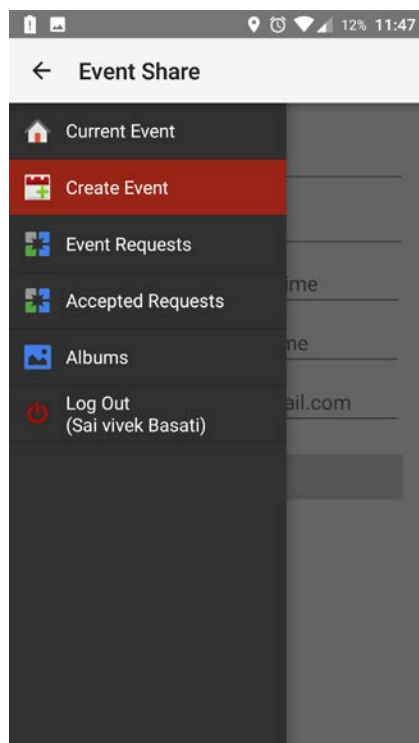 12% 11:47
Event Share
Current Event
Create Event
Event Requests
ime
Accepted Requests
me
Albums
Log Out
(Sai vivek Basati)
ail.com